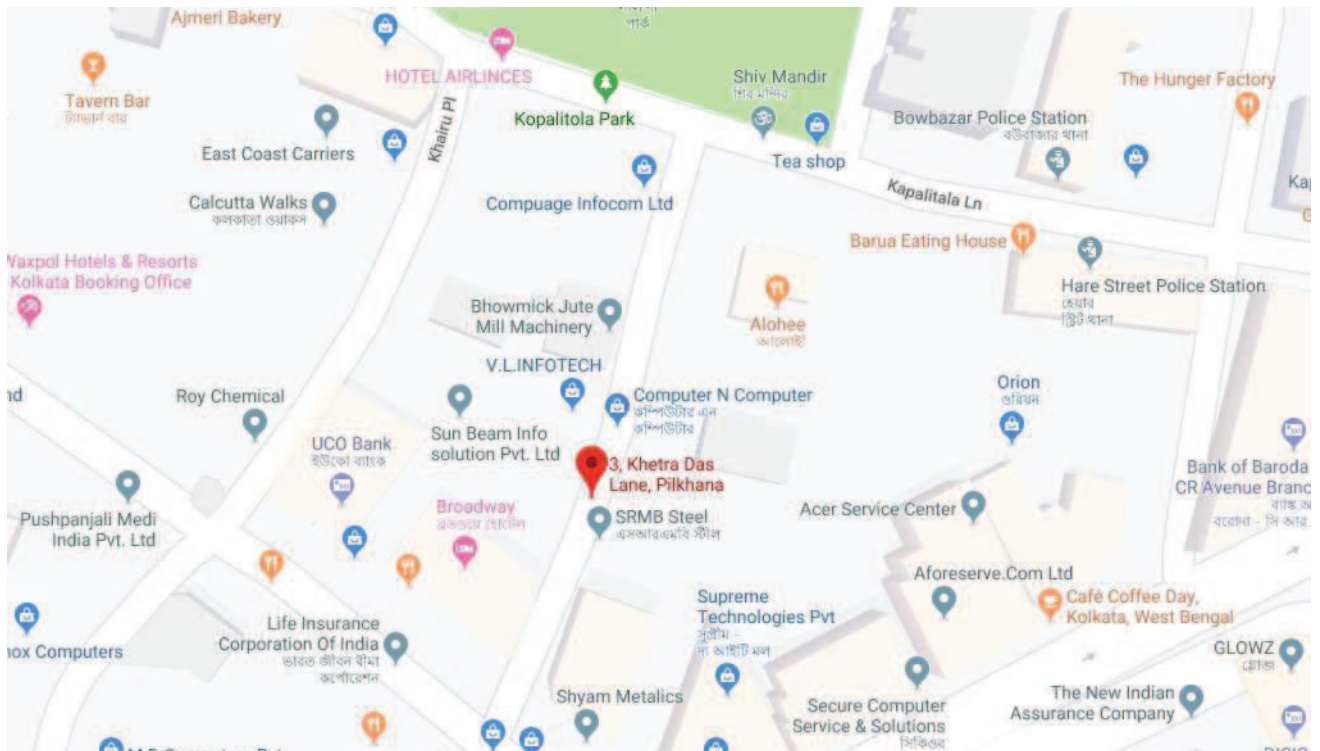 পার্ক
Ajmeri Bakery
HOTEL AIRLINCES
Shiv Mandir
শিব মন্দির
The Hunger Factory
Tavern Bar
ট্যাভার্ন বার
Kopalitola Park
Bowbazar Police Station
বউবাজার থানা
Khairu Pl
East Coast Carriers
Tea shop
Calcutta Walks
কলকাতা ওয়াকস
Compuage Infocom Ltd
Kapalitala Ln
Barua Eating House
Waxpol Hotels & Resorts
Kolkata Booking Office
Hare Street Police Station
হেয়ার
স্ট্রিট থানা
Bhowmick Jute
Mill Machinery
Alohee
আলোহী
V.L.INFOTECH
Roy Chemical
Computer N Computer
কম্পিউটার এন
কম্পিউটার
Orion
ওরিয়ন
UCO Bank
ইউকো ব্যাংক
Sun Beam Info
solution Pvt. Ltd
3, Khetra Das
Lane, Pilkhana
Bank of Baroda
CR Avenue Branc
বরোদা - সি আর
Pushpanjali Medi
India Pvt. Ltd
Broadway
ব্রডওয়ে হোটেল
SRMB Steel
এসআরএমবি স্টীল
Acer Service Center
Aforeserve.Com Ltd
Café Coffee Day,
Kolkata, West Bengal
Supreme
Technologies Pvt
সুপ্রীম -
দ্য আইটি মল
Life Insurance
Corporation Of India
ভারত জীবন বীমা
কর্পোরেশন
nox Computers
GLOWZ
গ্লোজ
Shyam Metalics
Secure Computer
Service & Solutions
সিকিওর
The New Indian
Assurance Company